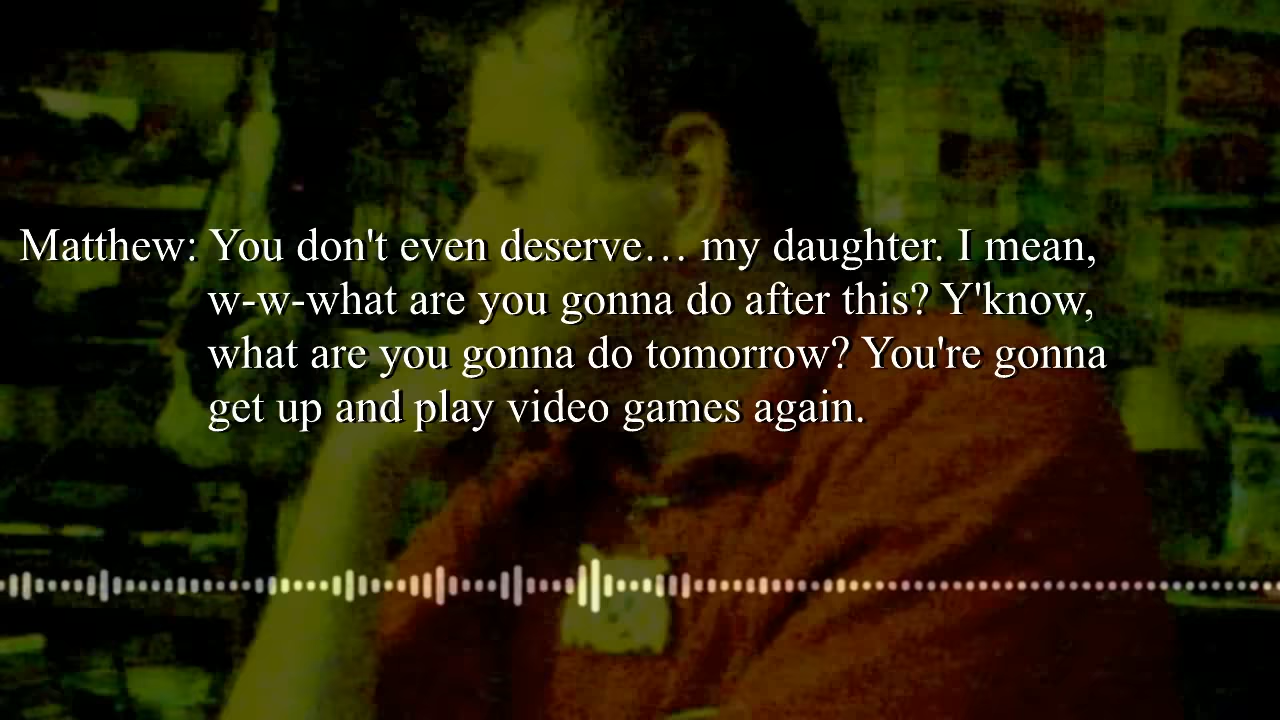 Matthew: You don't even deserve… my daughter. I mean,
w-w-what are you gonna do after this? Y'know,
what are you gonna do tomorrow? You're gonna
get up and play video games again.